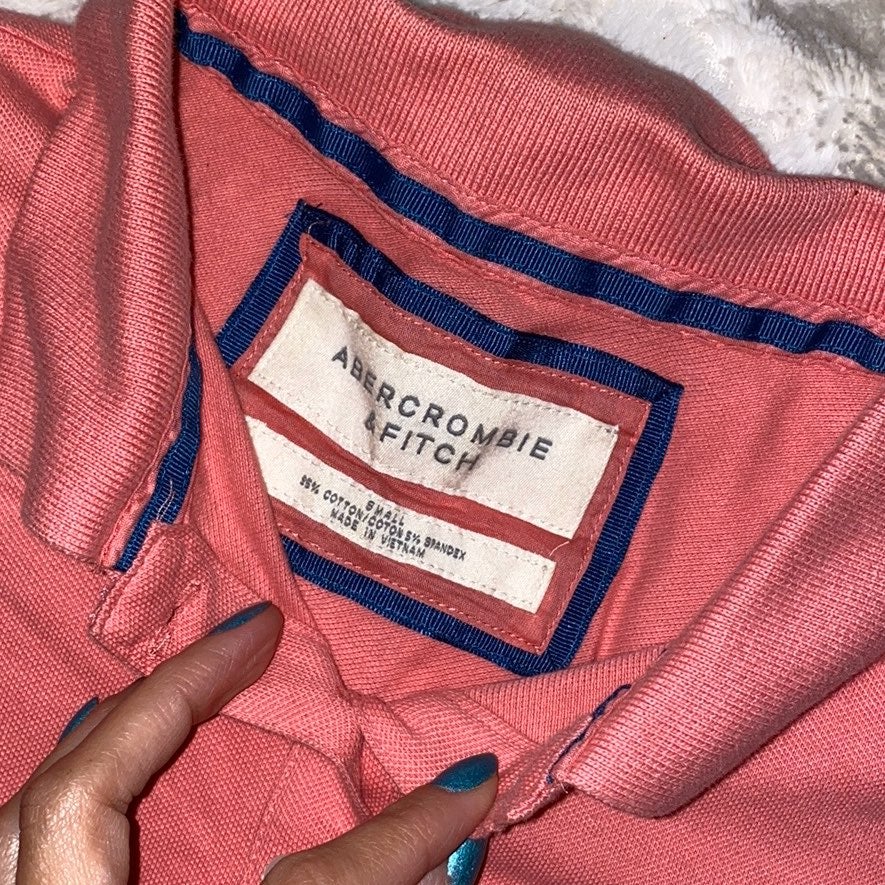 ABERCROMBIE
& FITCH
SMALL
95% COTTON/COTON 5% SPANDEX
MADE IN VIETNAM